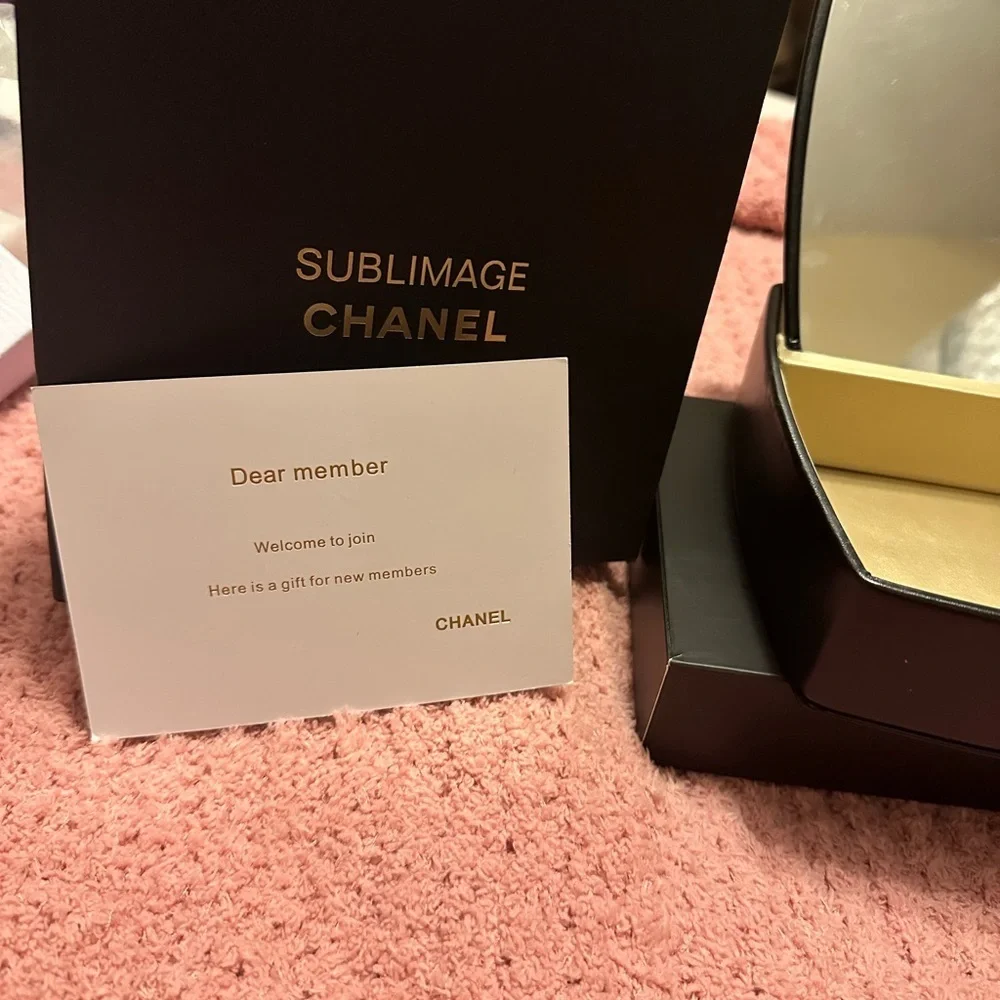 SUBLIMAGE
CHANEL
Dear member
Welcome to join
Here is a gift for new members
CHANEL